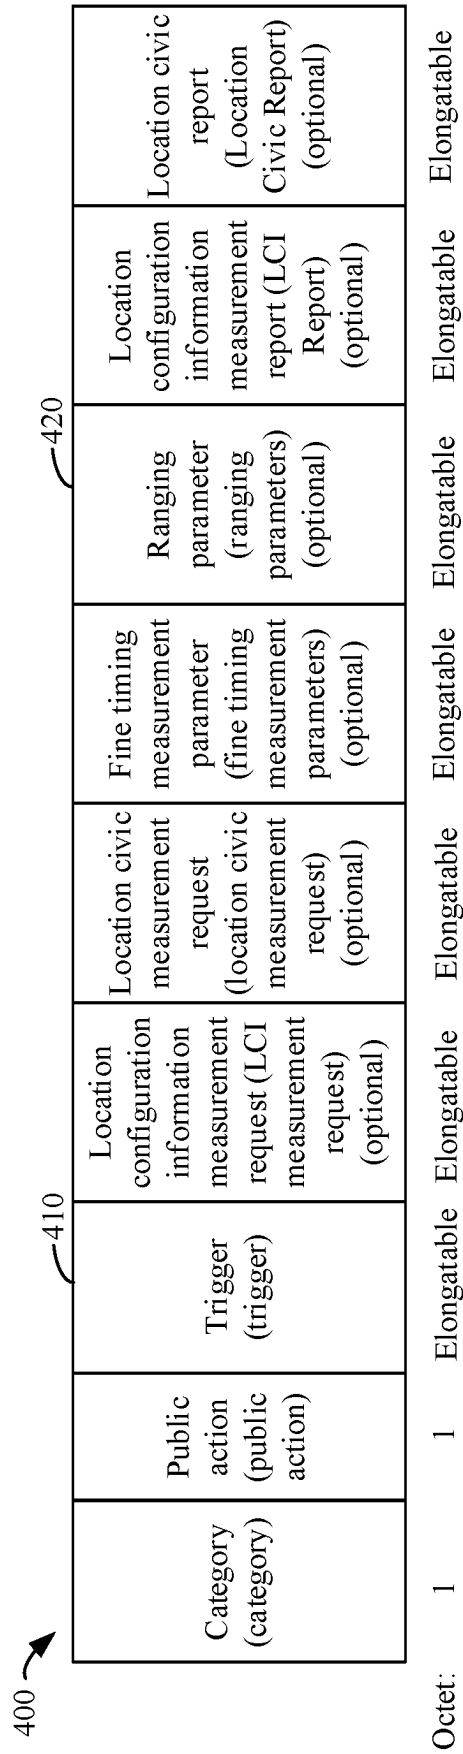 400
410
420
Category
(category)
Public
action
(public
action)
Trigger
(trigger)
Location
configuration
information
measurement
request (LCI
measurement
request)
(optional)
Location civic
measurement
request
(location civic
measurement
request)
(optional)
Fine timing
measurement
parameter
(fine timing
measurement
parameters)
(optional)
Ranging
parameter
(ranging
parameters)
(optional)
Location
configuration
information
measurement
report (LCI
Report)
(optional)
Location civic
report
(Location
Civic Report)
(optional)
Octet: 1 1 Elongatable Elongatable Elongatable Elongatable Elongatable Elongatable Elongatable